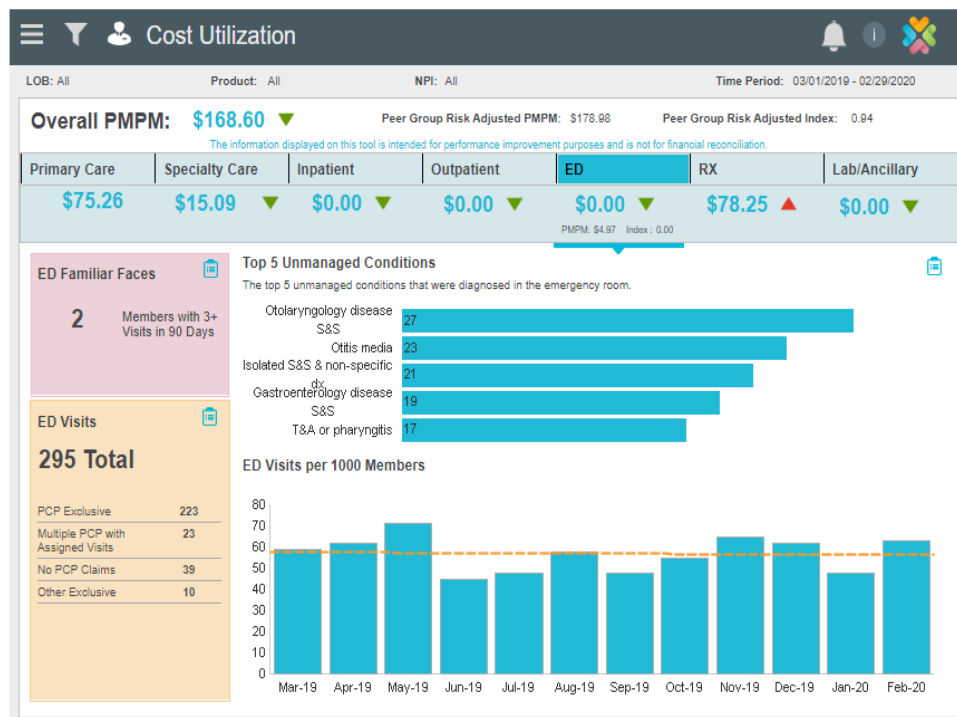 Cost Utilization
i
LOB: All Product: All NPI: All Time Period: 03/01/2019 - 02/29/2020
Overall PMPM: $168.60 Peer Group Risk Adjusted PMPM: $178.98 Peer Group Risk Adjusted Index: 0.94
The information displayed on this tool is intended for performance improvement purposes and is not for financial reconciliation.
Primary Care Specialty Care Inpatient Outpatient ED RX Lab/Ancillary
$75.26 $15.09 $0.00 $0.00 $0.00 $78.25 $0.00
PMPM: $4.97 Index : 0.00
ED Familiar Faces
2 Members with 3+
Visits in 90 Days
ED Visits
295 Total
PCP Exclusive 223
Multiple PCP with 23
Assigned Visits
No PCP Claims 39
Other Exclusive 10
Top 5 Unmanaged Conditions
The top 5 unmanaged conditions that were diagnosed in the emergency room.
Otolaryngology disease
S&S 27
Otitis media 23
Isolated S&S & non-specific
dx 21
Gastroenterology disease
S&S 19
T&A or pharyngitis 17
ED Visits per 1000 Members
80
70
60
50
40
30
20
10
0
Mar-19 Apr-19 May-19 Jun-19 Jul-19 Aug-19 Sep-19 Oct-19 Nov-19 Dec-19 Jan-20 Feb-20